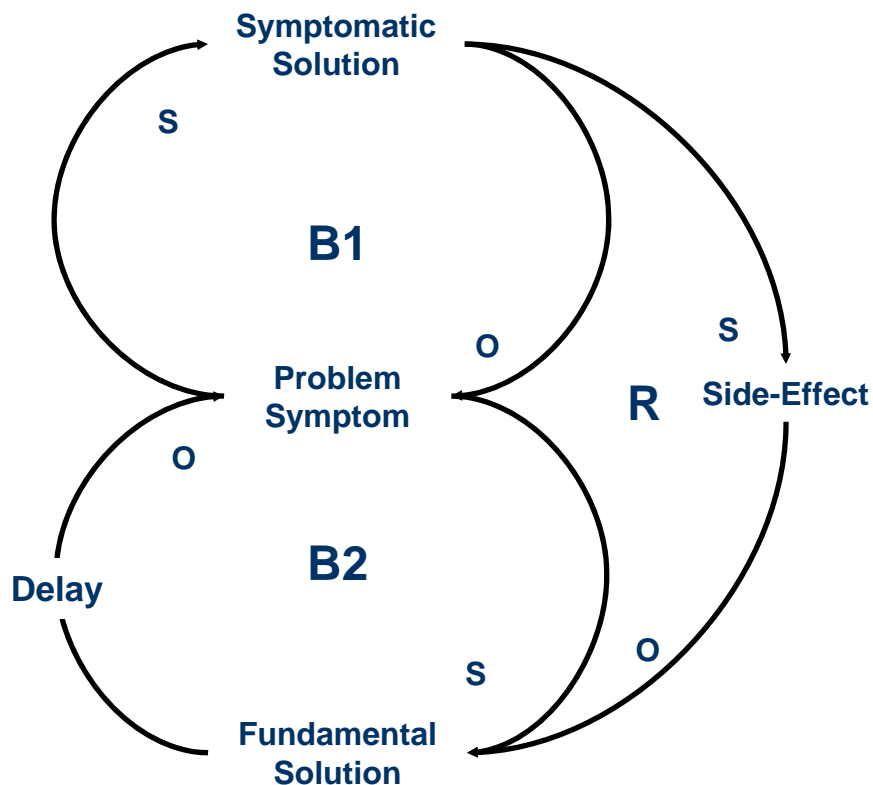 Symptomatic
Solution
S
B1
S
O
Problem
Symptom
R
Side-Effect
O
B2
Delay
O
S
Fundamental
Solution